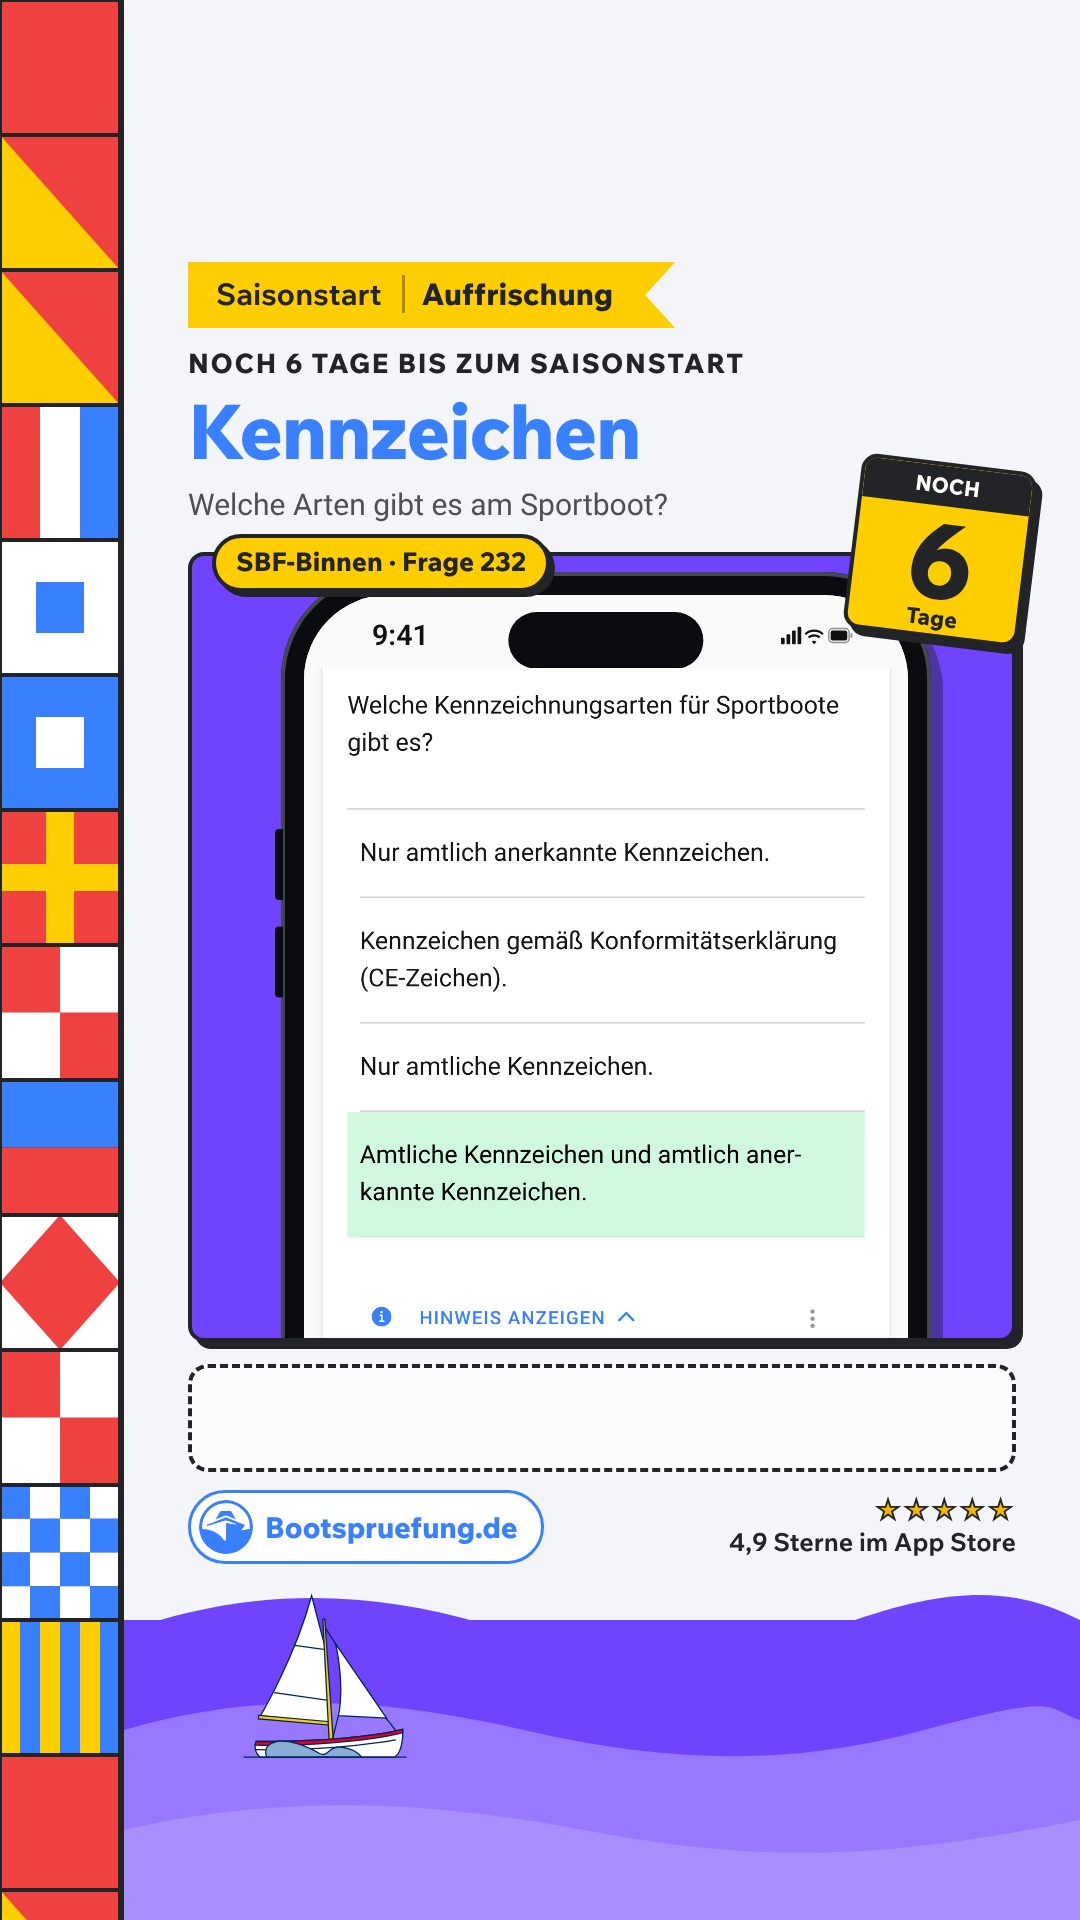 Saisonstart | Auffrischung
NOCH 6 TAGE BIS ZUM SAISONSTART
Kennzeichen
Welche Arten gibt es am Sportboot?
NOCH
6
Tage
SBF-Binnen · Frage 232
9:41
Welche Kennzeichnungsarten für Sportboote
gibt es?
Nur amtlich anerkannte Kennzeichen.
Kennzeichen gemäß Konformitätserklärung
(CE-Zeichen).
Nur amtliche Kennzeichen.
Amtliche Kennzeichen und amtlich aner-
kannte Kennzeichen.
HINWEIS ANZEIGEN
Bootspruefung.de
4,9 Sterne im App Store